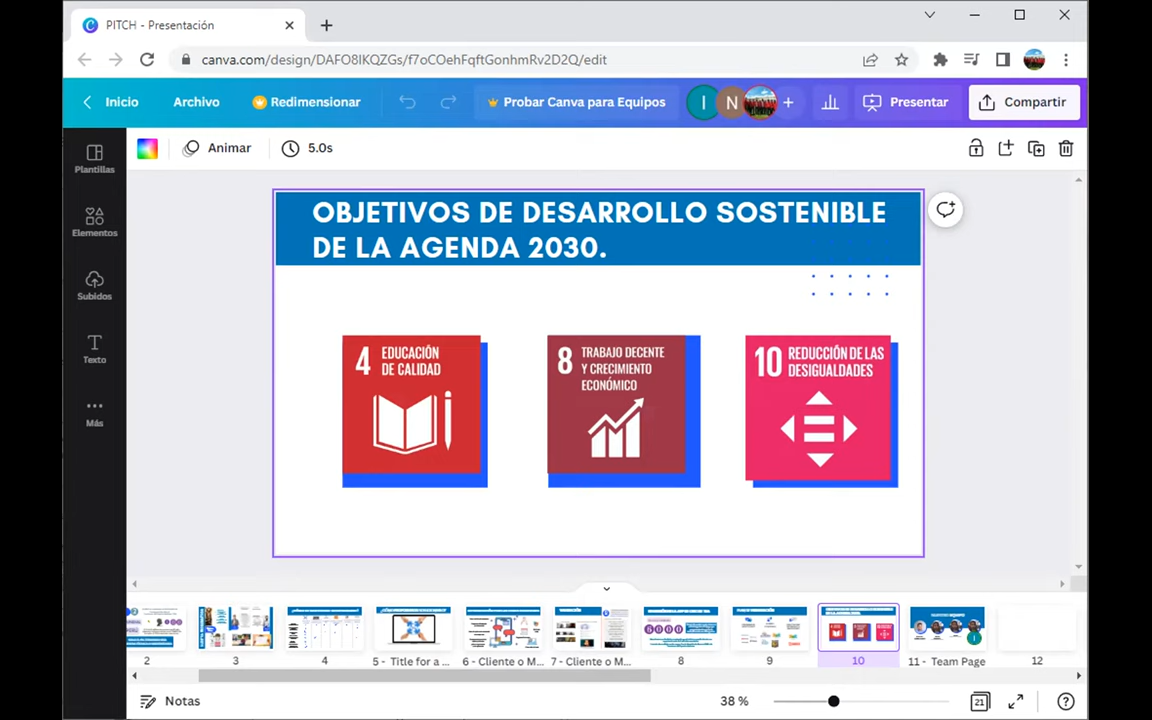 PITCH - Presentación
canva.com/design/DAFO8IKQZGs/f7oCOehFqftGonhmRv2D2Q/edit
Inicio
Archivo
Redimensionar
Probar Canva para Equipos
I
N
Presentar
Compartir
Animar
5.0s
Plantillas
Elementos
Subidos
Texto
Más
OBJETIVOS DE DESARROLLO SOSTENIBLE
DE LA AGENDA 2030.
4 EDUCACIÓN
DE CALIDAD
8 TRABAJO DECENTE
Y CRECIMIENTO
ECONÓMICO
10 REDUCCIÓN DE LAS
DESIGUALDADES
2
3
4
5 - Title for a ...
6 - Cliente o M...
7 - Cliente o M...
8
9
10
11 - Team Page
12
Notas
38 %
21